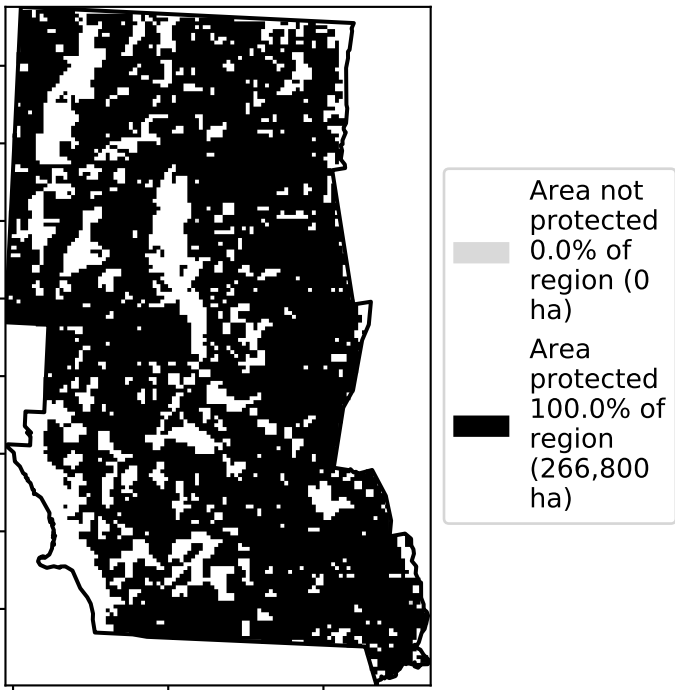 Area not
protected
0.0% of
region (0
ha)
Area
protected
100.0% of
region
(266,800
ha)